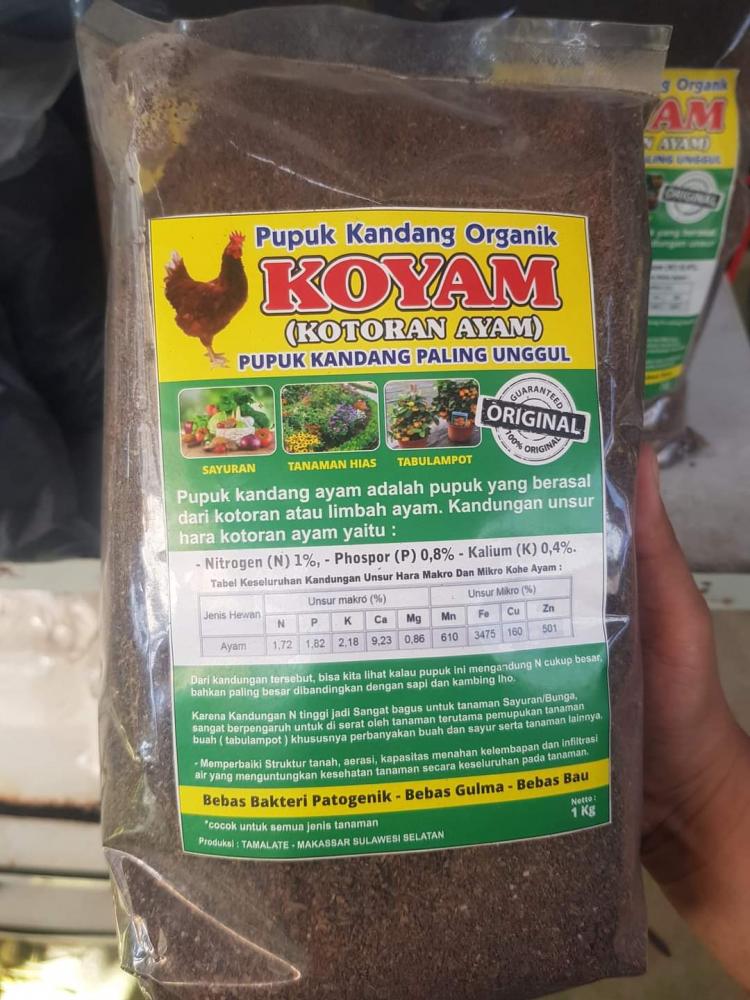 Pupuk Kandang Organik
KOYAM
(KOTORAN AYAM)
PUPUK KANDANG PALING UNGGUL
SAYURAN
TANAMAN HIAS
TABULAMPOT
GUARANTEED
ORIGINAL
100% ORIGINAL
Pupuk kandang ayam adalah pupuk yang berasal
dari kotoran atau limbah ayam. Kandungan unsur
hara kotoran ayam yaitu :
- Nitrogen (N) 1%, - Phospor (P) 0,8% - Kalium (K) 0,4%.
Tabel Keseluruhan Kandungan Unsur Hara Makro Dan Mikro Kohe Ayam :
Jenis Hewan Unsur makro (%) Unsur Mikro (%)
N P K Ca Mg Mn Fe Cu Zn
Ayam 1,72 1,82 2,18 9,23 0,86 610 3475 160 501
Dari kandungan tersebut, bisa kita lihat kalau pupuk ini mengandung N cukup besar,
bahkan paling besar dibandingkan dengan sapi dan kambing lho.
Karena Kandungan N tinggi jadi Sangat bagus untuk tanaman Sayuran/Bunga,
sangat berpengaruh untuk di serat oleh tanaman terutama pemupukan tanaman
buah ( tabulampot ) khususnya perbanyakan buah dan sayur serta tanaman lainnya.
- Memperbaiki Struktur tanah, aerasi, kapasitas menahan kelembapan dan infiltrasi
air yang menguntungkan kesehatan tanaman secara keseluruhan pada tanaman.
Bebas Bakteri Patogenik - Bebas Gulma - Bebas Bau
*cocok untuk semua jenis tanaman
Netto :
1 Kg
Produksi : TAMALATE - MAKASSAR SULAWESI SELATAN
g Organik
AM
N AYAM)
LING UNGGUL
ORIGINAL
yang berasal